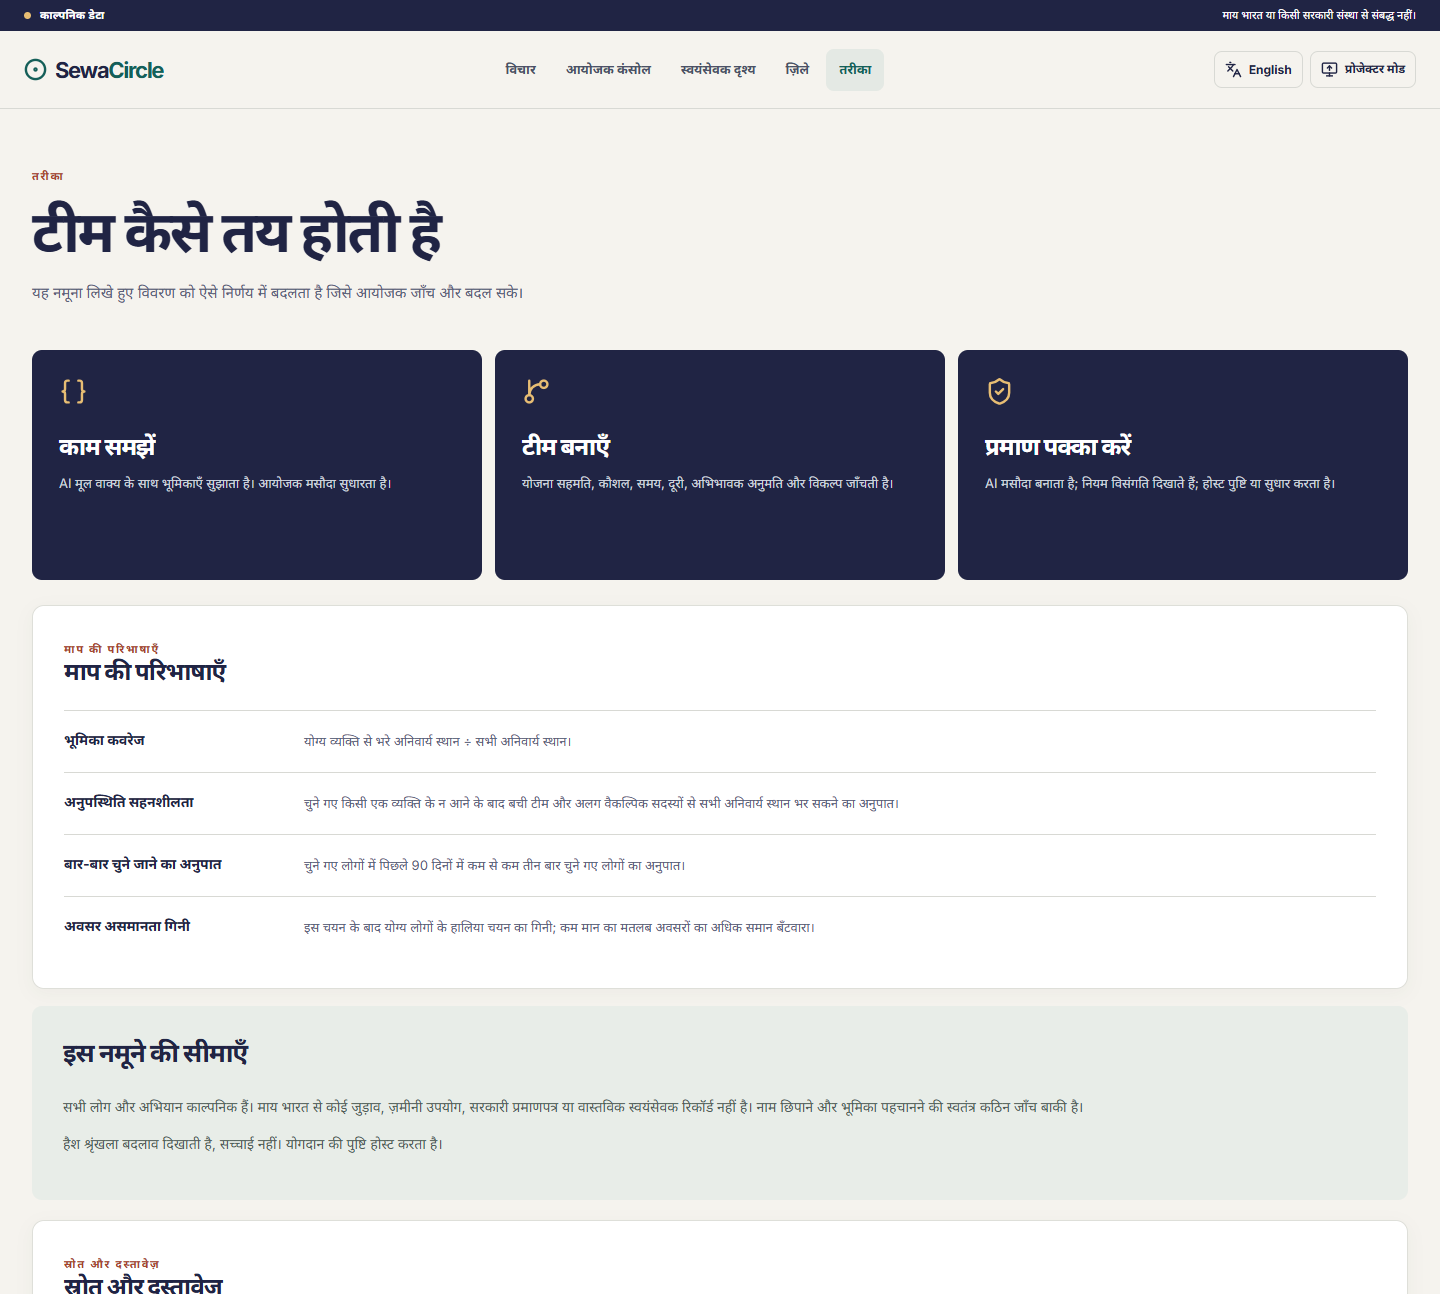 काल्पनिक डेटा
माय भारत या किसी सरकारी संस्था से संबद्ध नहीं।
SewaCircle
विचार
आयोजक कंसोल
स्वयंसेवक दृश्य
ज़िले
तरीका
English
प्रोजेक्टर मोड
तरीका
टीम कैसे तय होती है
यह नमूना लिखे हुए विवरण को ऐसे निर्णय में बदलता है जिसे आयोजक जाँच और बदल सके।
काम समझें
AI मूल वाक्य के साथ भूमिकाएँ सुझाता है। आयोजक मसौदा सुधारता है।
टीम बनाएँ
योजना सहमति, कौशल, समय, दूरी, अभिभावक अनुमति और विकल्प जाँचती है।
प्रमाण पक्का करें
AI मसौदा बनाता है; नियम विसंगति दिखाते हैं; होस्ट पुष्टि या सुधार करता है।
माप की परिभाषाएँ
माप की परिभाषाएँ
भूमिका कवरेज
योग्य व्यक्ति से भरे अनिवार्य स्थान ÷ सभी अनिवार्य स्थान।
अनुपस्थिति सहनशीलता
चुने गए किसी एक व्यक्ति के न आने के बाद बची टीम और अलग वैकल्पिक सदस्यों से सभी अनिवार्य स्थान भर सकने का अनुपात।
बार-बार चुने जाने का अनुपात
चुने गए लोगों में पिछले 90 दिनों में कम से कम तीन बार चुने गए लोगों का अनुपात।
अवसर असमानता गिनी
इस चयन के बाद योग्य लोगों के हालिया चयन का गिनी; कम मान का मतलब अवसरों का अधिक समान बँटवारा।
इस नमूने की सीमाएँ
सभी लोग और अभियान काल्पनिक हैं। माय भारत से कोई जुड़ाव, ज़मीनी उपयोग, सरकारी प्रमाणपत्र या वास्तविक स्वयंसेवक रिकॉर्ड नहीं है। नाम छिपाने और भूमिका पहचानने की स्वतंत्र कठिन जाँच बाकी है।
हैश श्रृंखला बदलाव दिखाती है, सच्चाई नहीं। योगदान की पुष्टि होस्ट करता है।
स्रोत और दस्तावेज़
स्रोत और दस्तावेज़